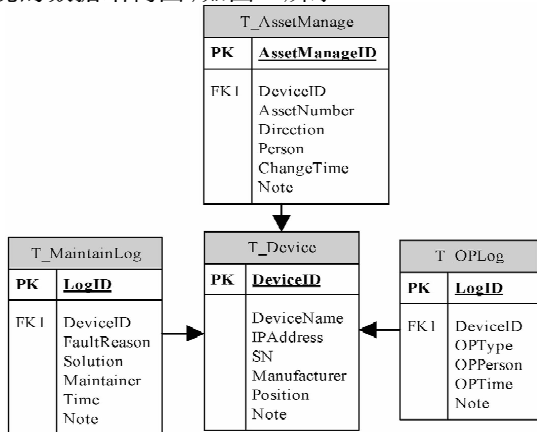 T_AssetManage
PK AssetManageID
FK1 DeviceID
AssetNumber
Direction
Person
ChangeTime
Note
T_MaintainLog
PK LogID
FK1 DeviceID
FaultReason
Solution
Maintainer
Time
Note
T_Device
PK DeviceID
DeviceName
IPAddress
SN
Manufacturer
Position
Note
T OPLog
PK LogID
FK1 DeviceID
OPType
OPPerson
OPTime
Note